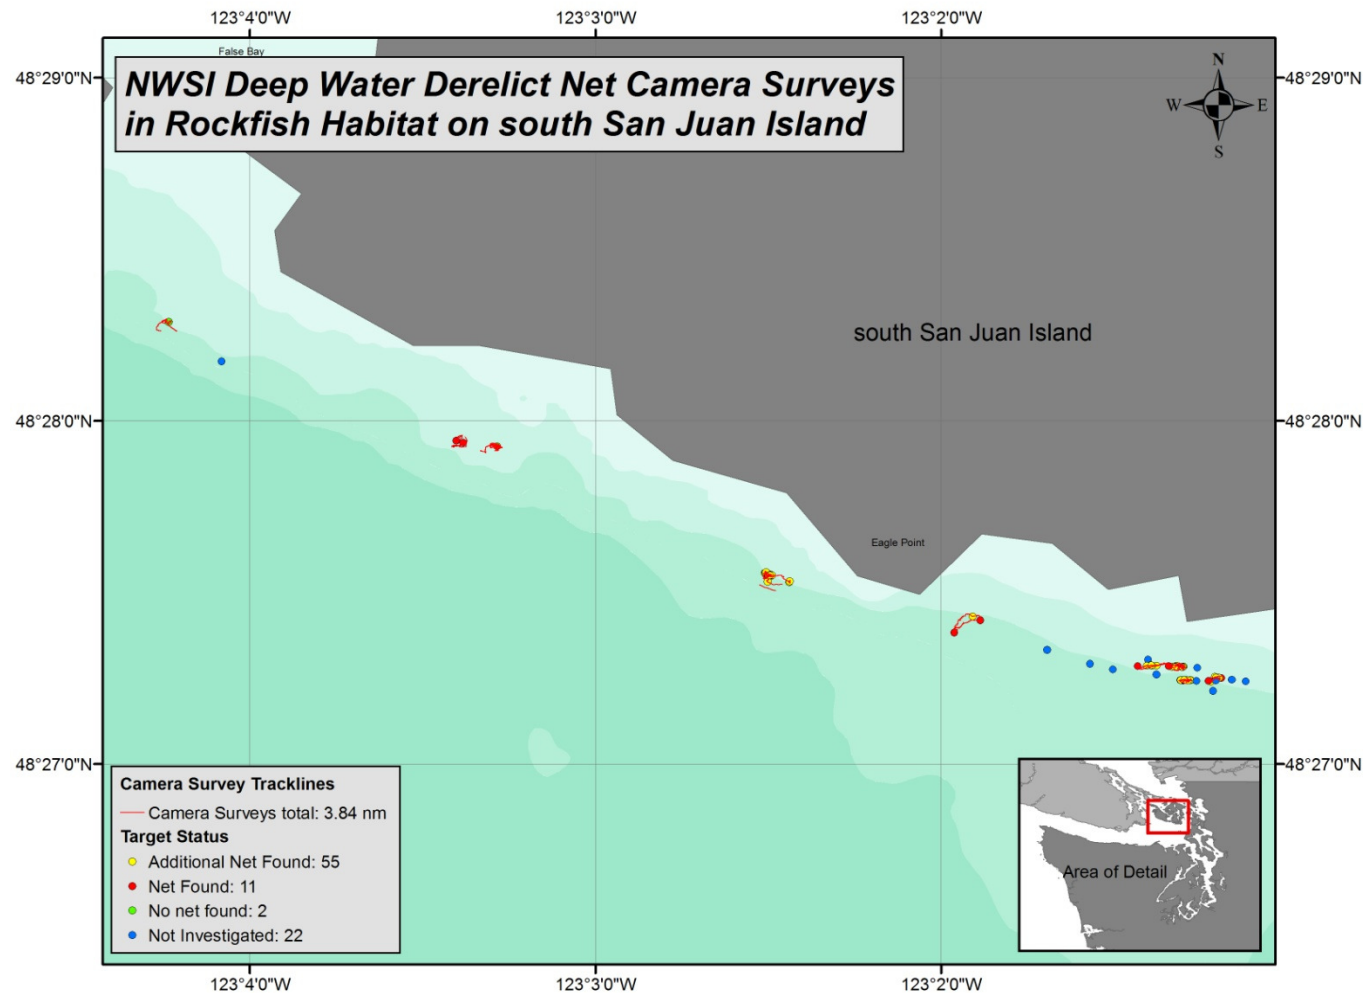 123°4'0"W
123°3'0"W
123°2'0"W
False Bay
48°29'0"N
48°29'0"N
NWSI Deep Water Derelict Net Camera Surveys
in Rockfish Habitat on south San Juan Island
N
W
E
S
south San Juan Island
48°28'0"N
48°28'0"N
Eagle Point
48°27'0"N
48°27'0"N
Camera Survey Tracklines
Camera Surveys total: 3.84 nm
Target Status
Additional Net Found: 55
Net Found: 11
No net found: 2
Not Investigated: 22
Area of Detail
123°4'0"W
123°3'0"W
123°2'0"W